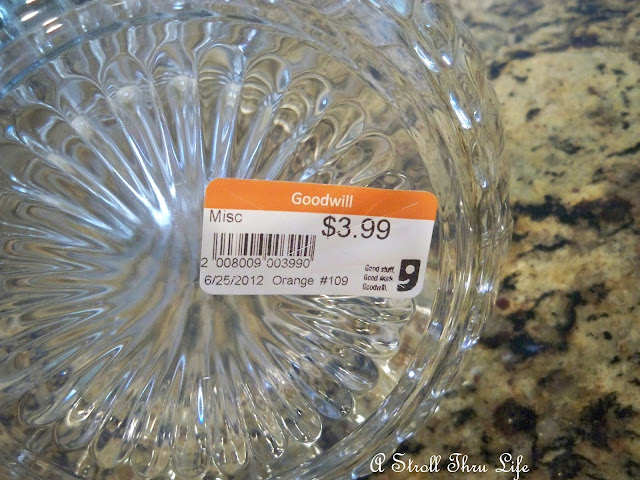 Goodwill
Misc
$3.99
2 008009 003990
6/25/2012 Orange #109
Good stuff.
Good work.
Goodwill.
A Stroll Thru Life